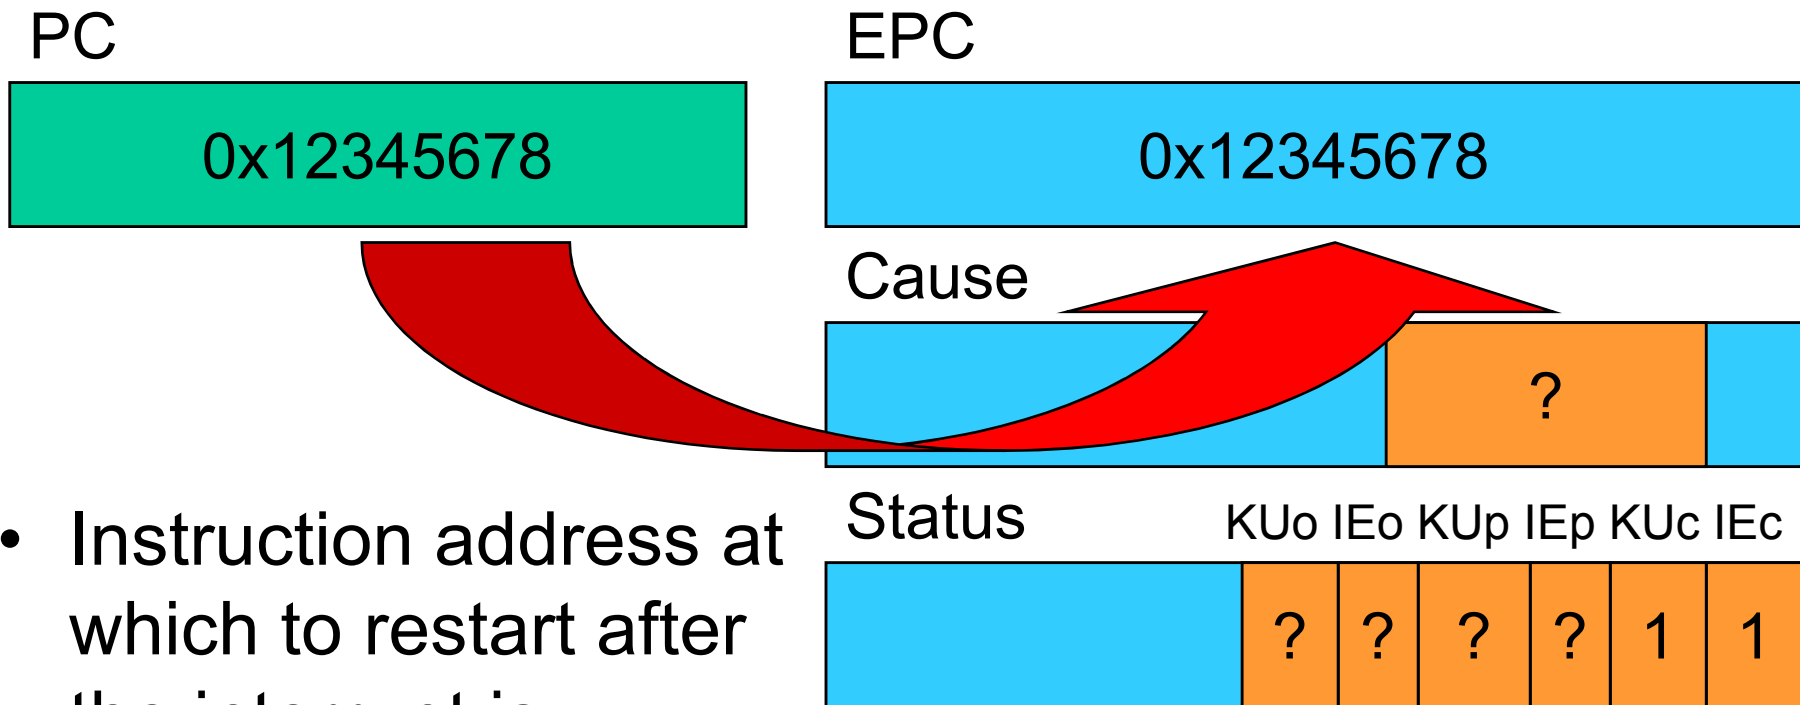 PC
EPC
0x12345678
0x12345678
Cause
?
• Instruction address at
which to restart after
Status
KUo IEo KUp IEp KUc IEc
? ? ? ? 1 1